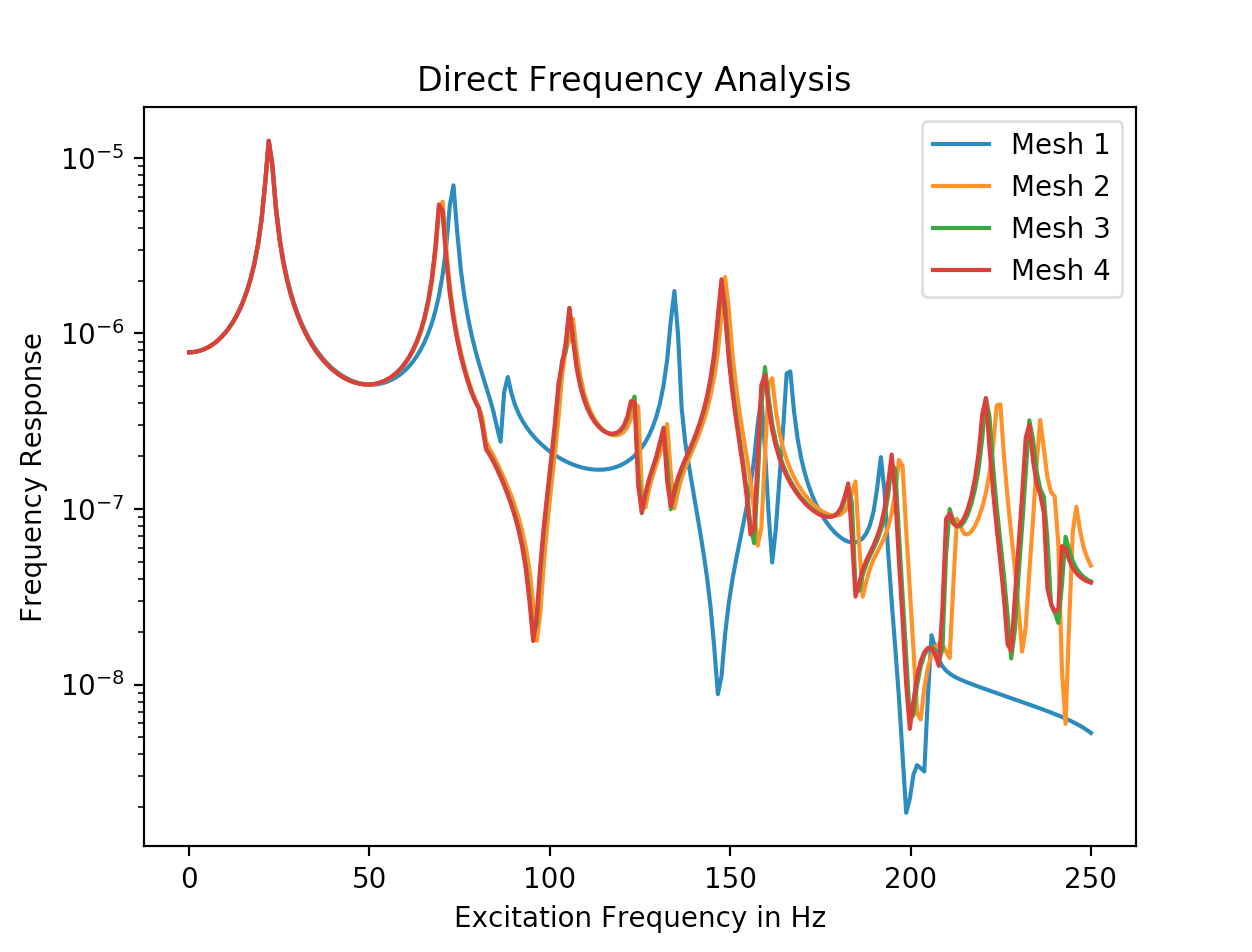 Direct Frequency Analysis
Mesh 1
Mesh 2
Mesh 3
Mesh 4
Frequency Response
10⁻⁵
10⁻⁶
10⁻⁷
10⁻⁸
0 50 100 150 200 250
Excitation Frequency in Hz